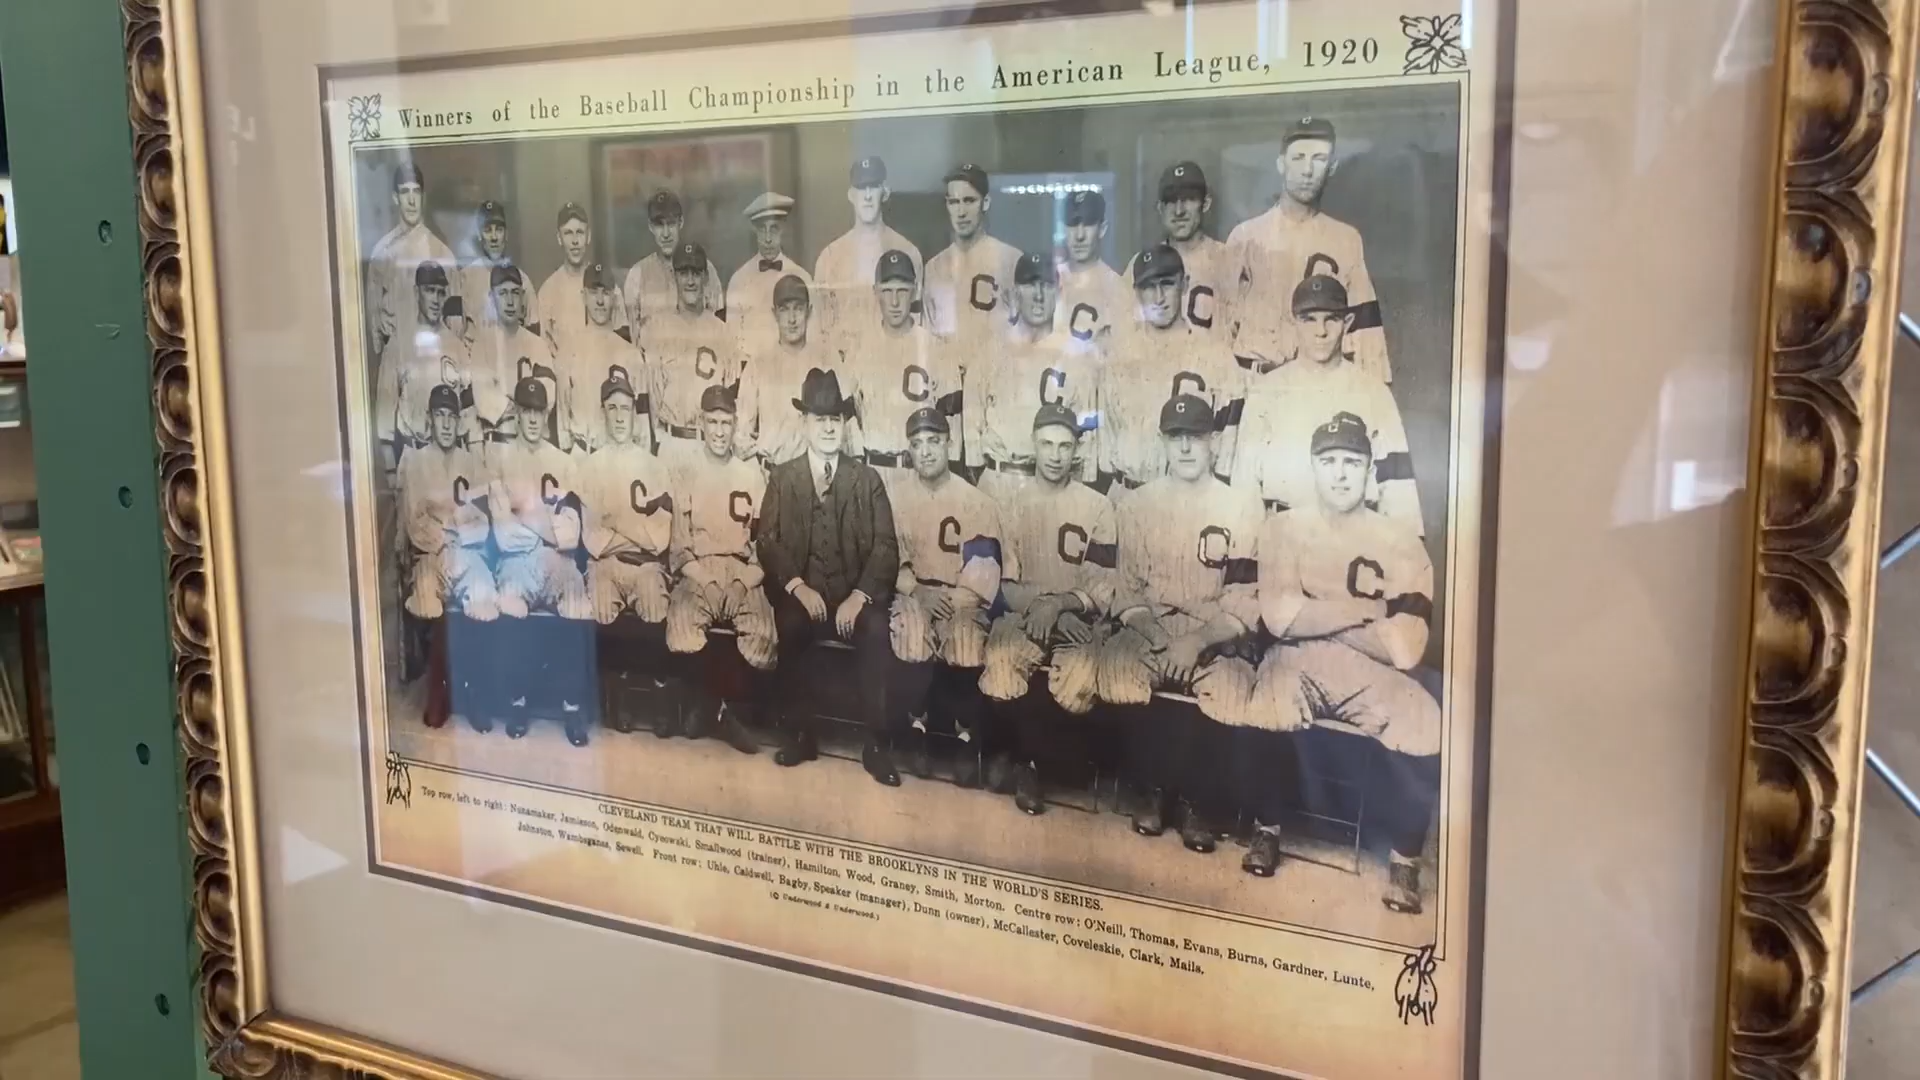 Winners of the Baseball Championship in the American League, 1920
CLEVELAND TEAM THAT WILL BATTLE WITH THE BROOKLYNS IN THE WORLD'S SERIES.
Top row, left to right: Nunamaker, Jamieson, Odenwald, Cyeowski, Smallwood (trainer), Hamilton, Wood, Graney, Smith, Morton. Centre row: O'Neill, Thomas, Evans, Burns, Gardner, Lunte,
Johnston, Wambsganss, Sewell. Front row: Uhle, Caldwell, Bagby, Speaker (manager), Dunn (owner), McCallester, Coveleskie, Clark, Mails.
(© Underwood & Underwood.)